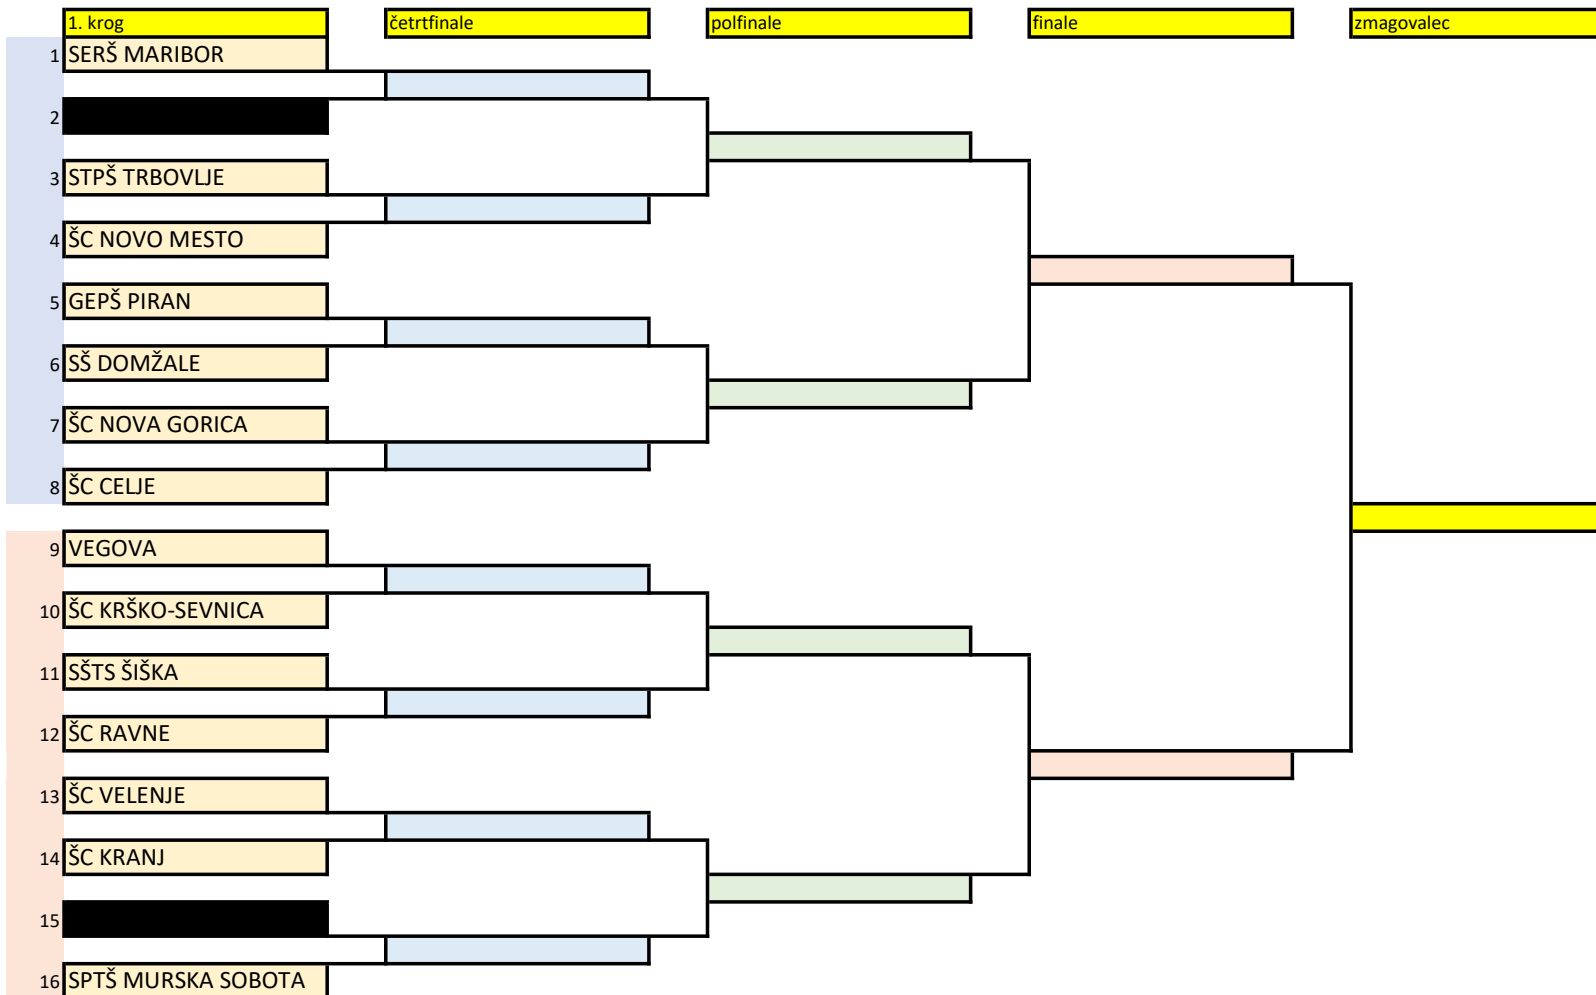 1. krog četrtfinale polfinale finale zmagovalec
1 SERŠ MARIBOR
2
3 STPŠ TRBOVLJE
4 ŠC NOVO MESTO
5 GEPŠ PIRAN
6 SŠ DOMŽALE
7 ŠC NOVA GORICA
8 ŠC CELJE
9 VEGOVA
10 ŠC KRŠKO-SEVNICA
11 SŠTS ŠIŠKA
12 ŠC RAVNE
13 ŠC VELENJE
14 ŠC KRANJ
15
16 SPTŠ MURSKA SOBOTA